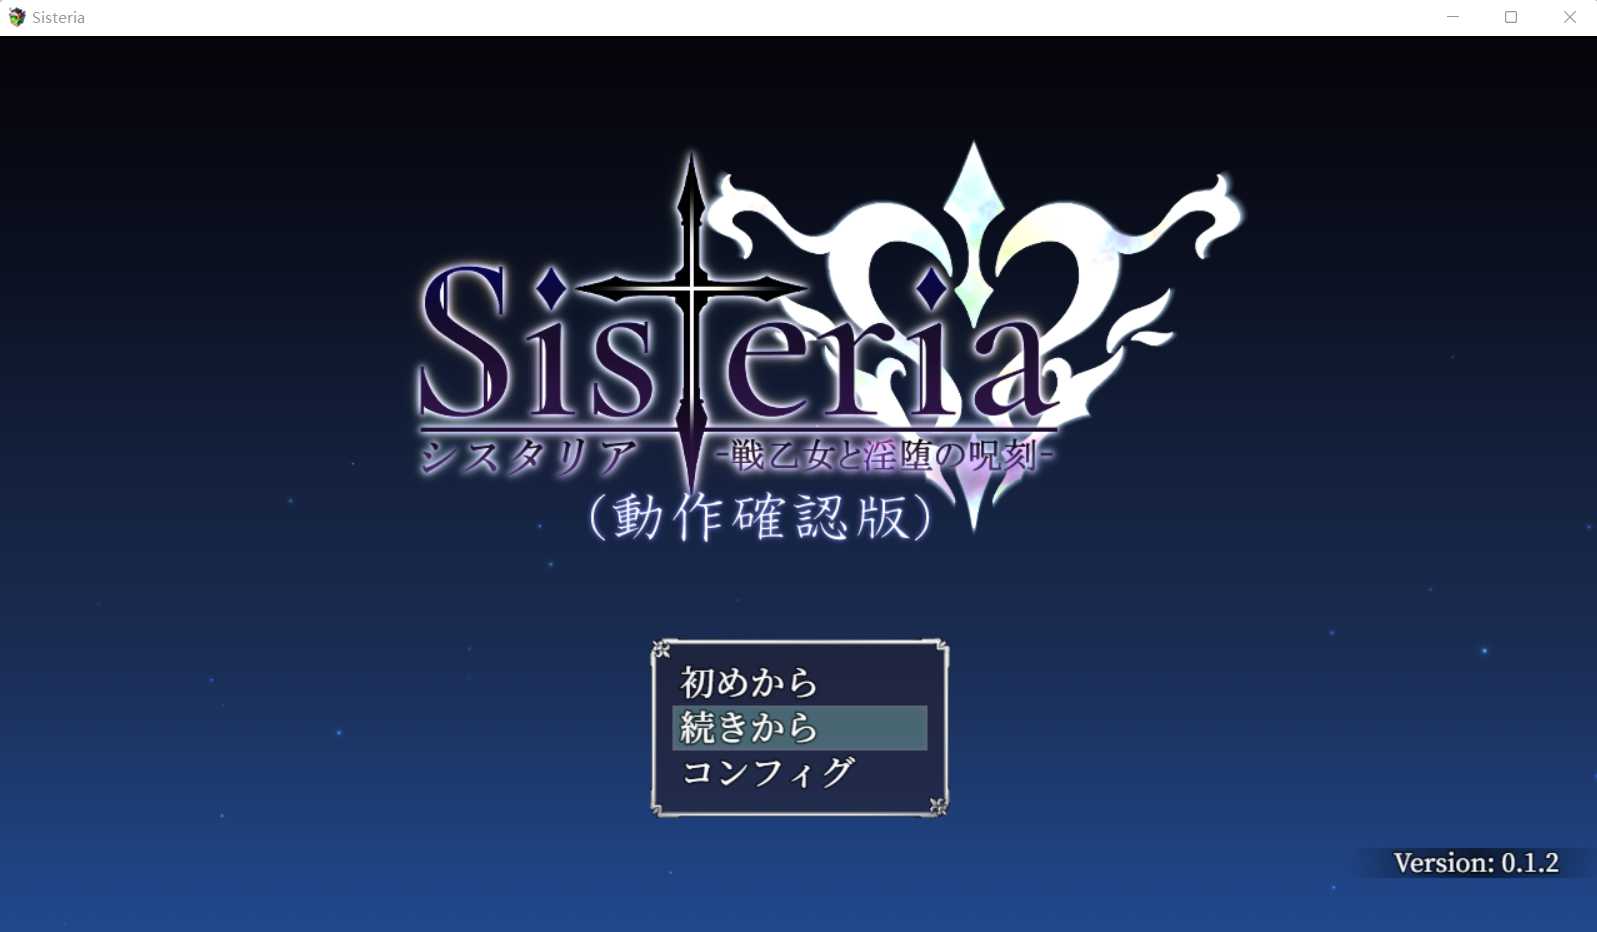 Sisteria
Sisteria
シスタリア -戦乙女と淫堕の呪刻-
(動作確認版)
初めから
続きから
コンフィグ
Version: 0.1.2